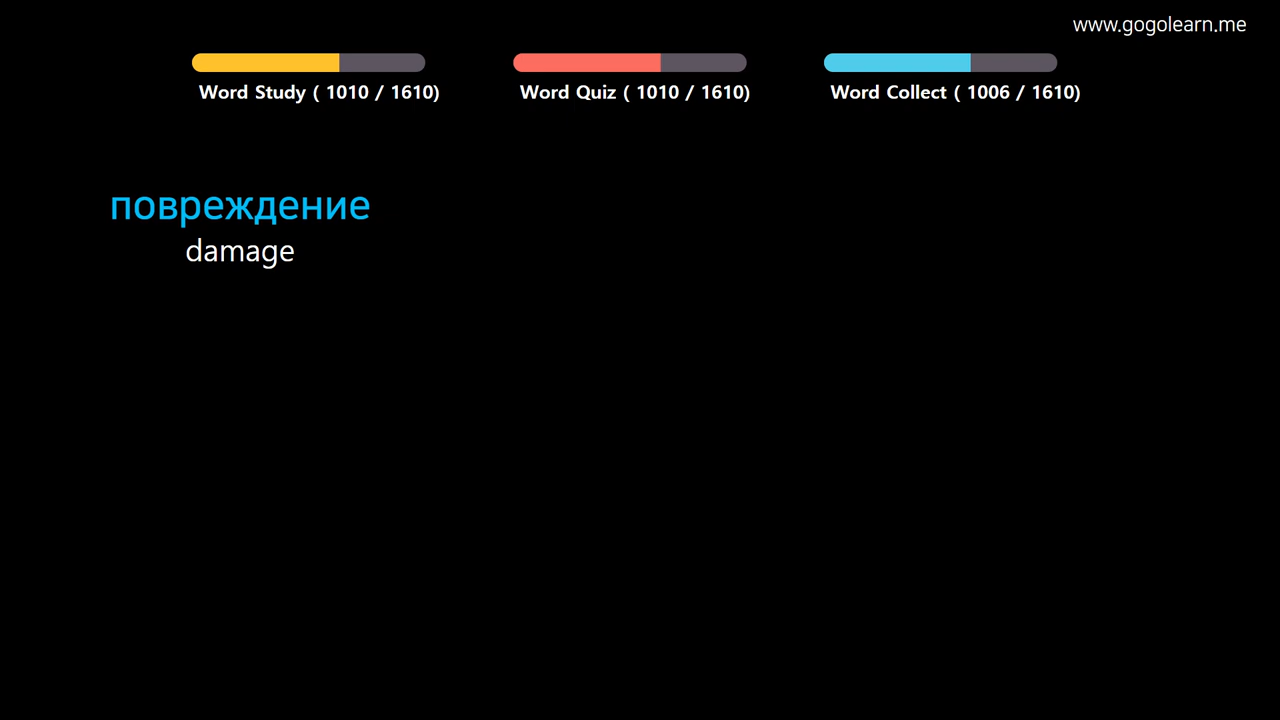 www.gogolearn.me
Word Study ( 1010 / 1610)
Word Quiz ( 1010 / 1610)
Word Collect ( 1006 / 1610)
повреждение
damage